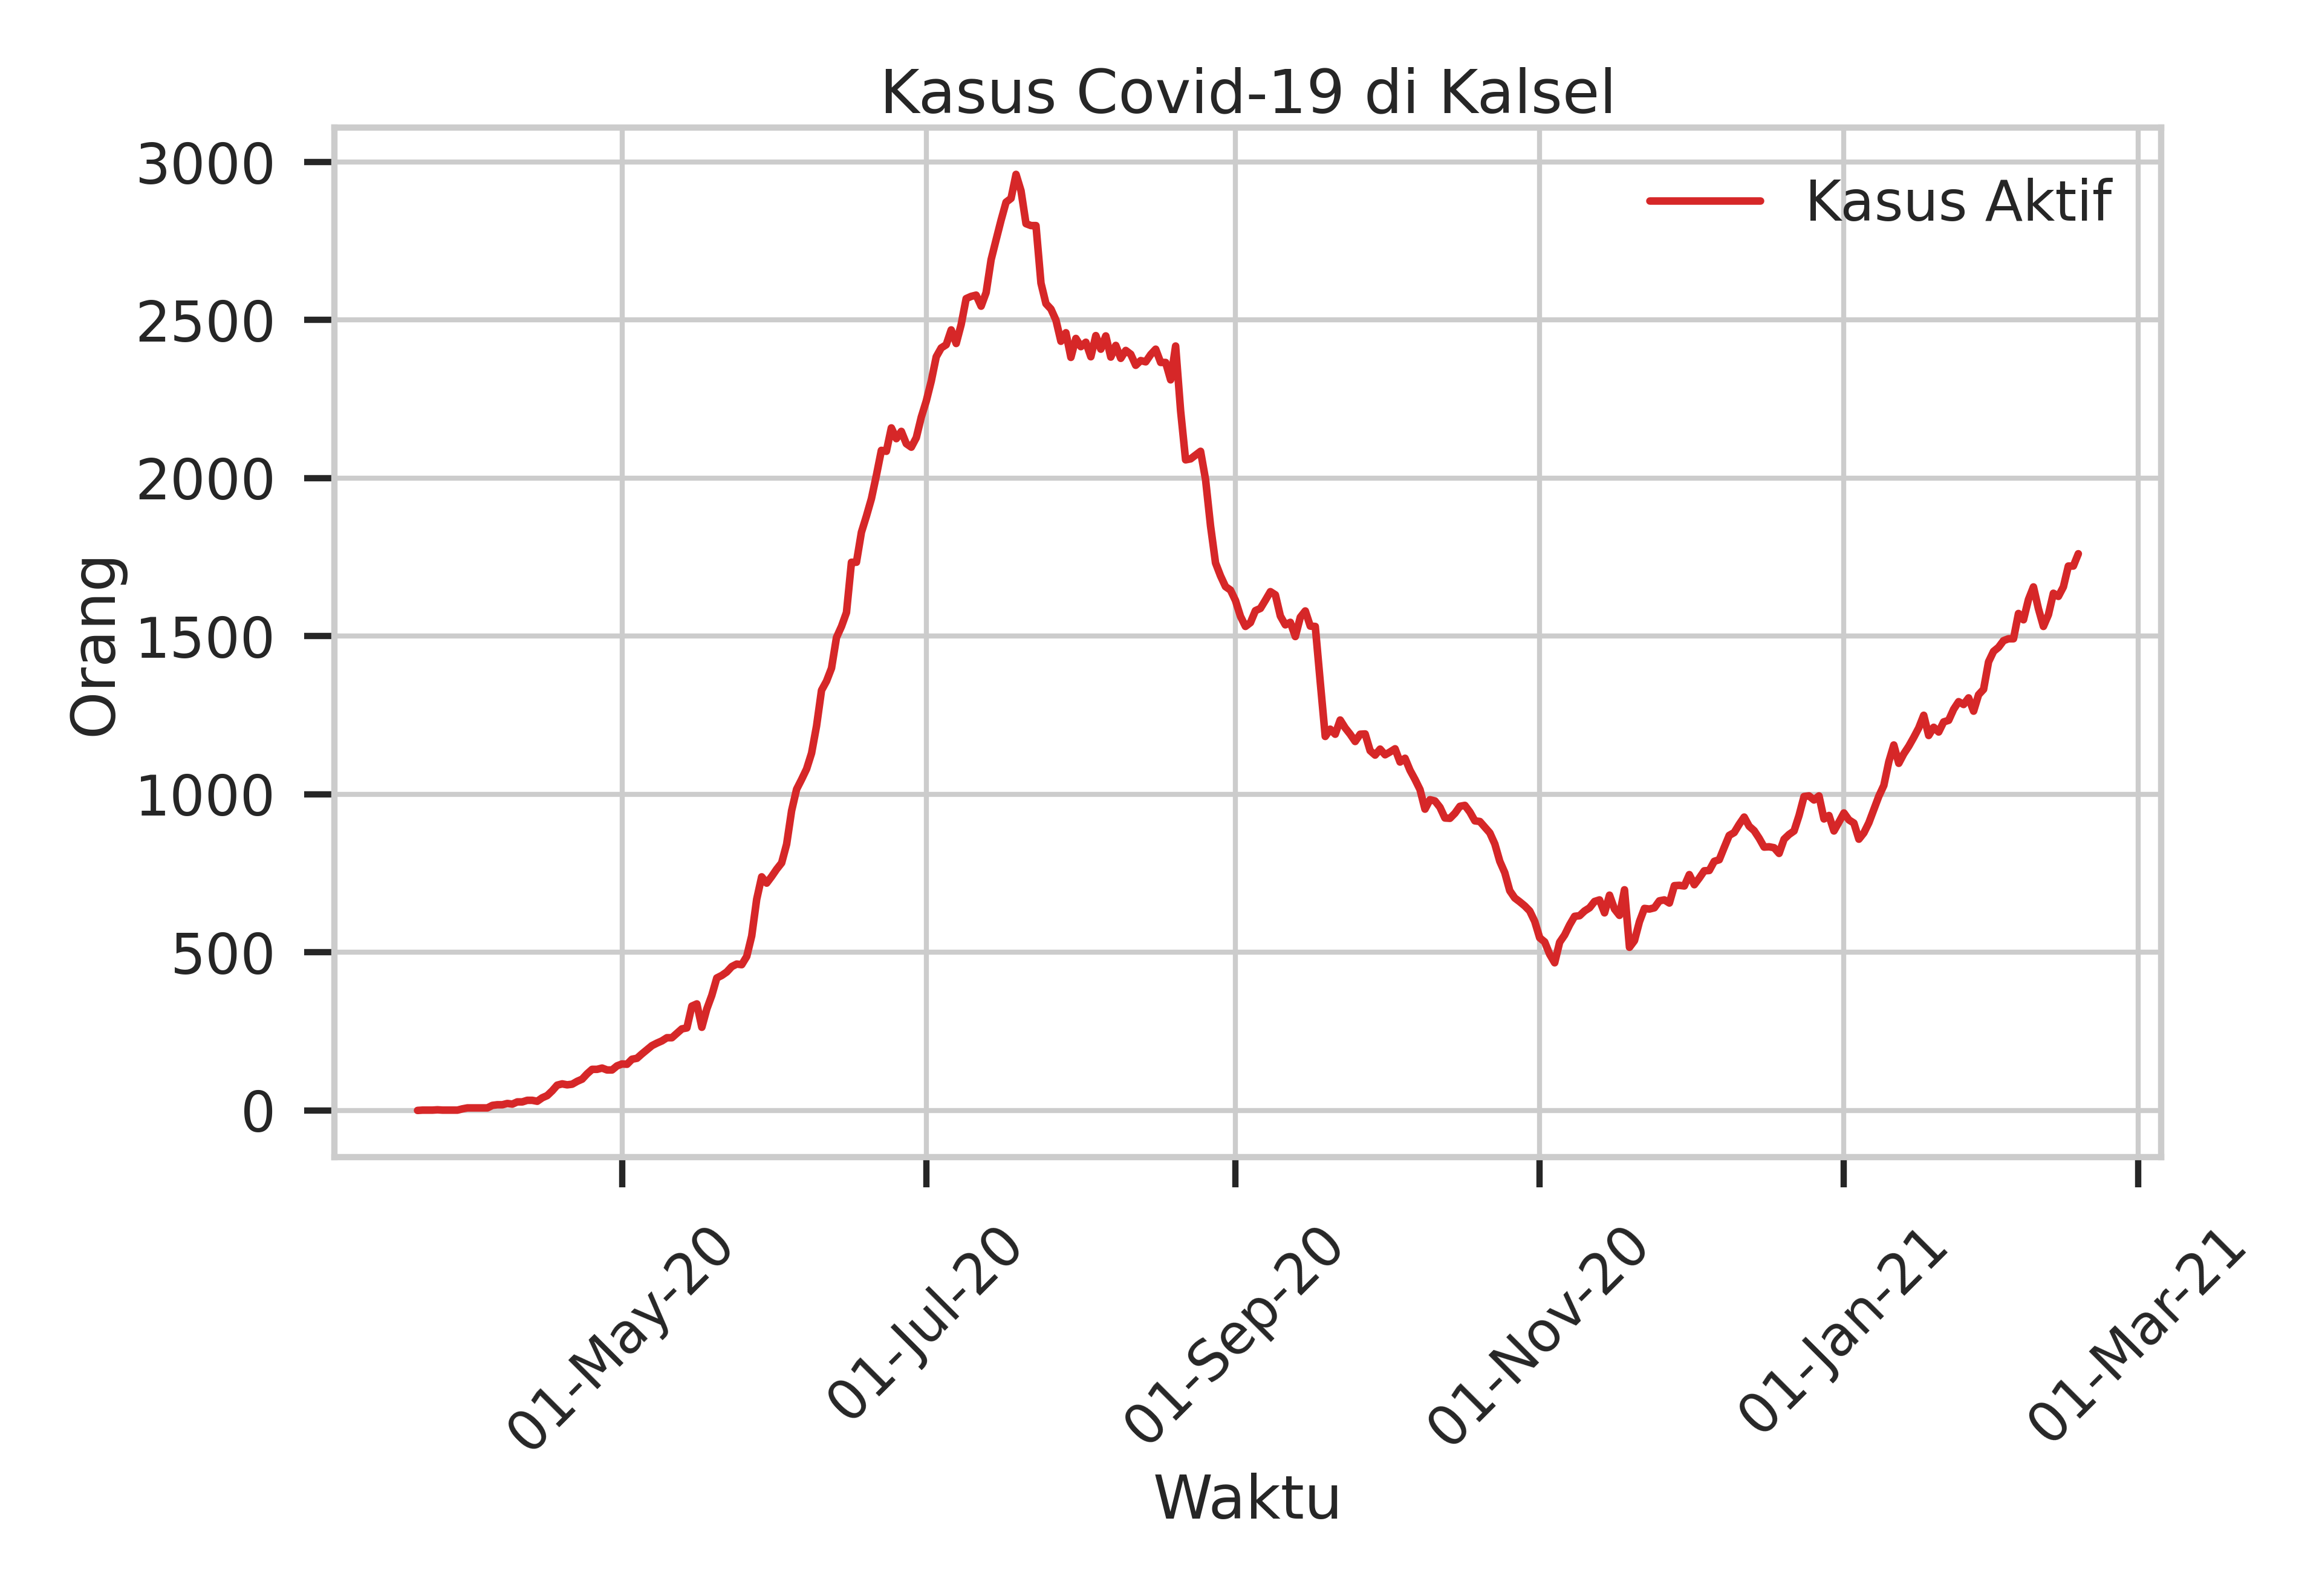 Kasus Covid-19 di Kalsel
Kasus Aktif
3000
2500
2000
1500
1000
500
0
Orang
01-May-20
01-Jul-20
01-Sep-20
01-Nov-20
01-Jan-21
01-Mar-21
Waktu